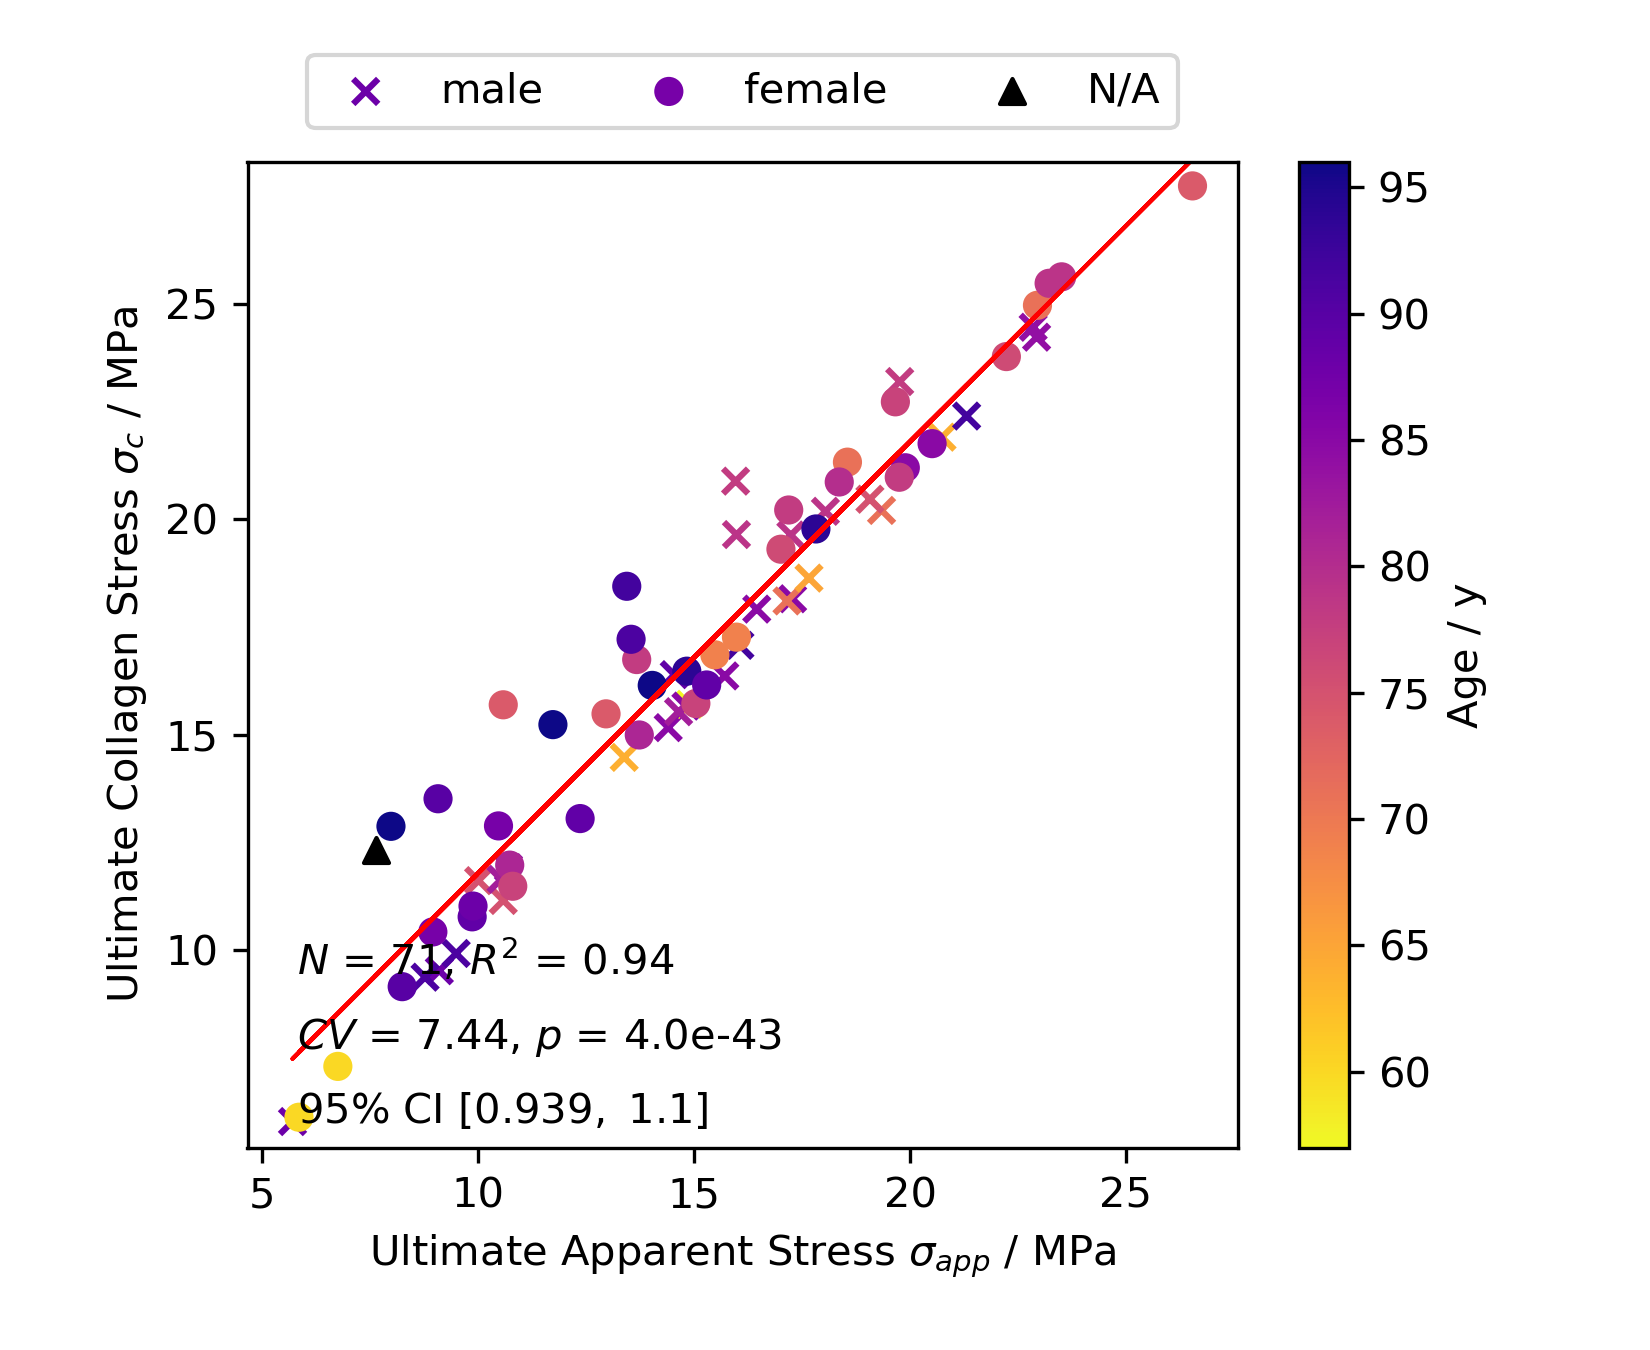 male female N/A
Ultimate Collagen Stress σc / MPa
25
20
15
10
N = 71, R² = 0.94
CV = 7.44, p = 4.0e-43
95% CI [0.939, 1.1]
5 10 15 20 25
Ultimate Apparent Stress σapp / MPa
95
90
85
80
75
70
65
60
Age / y